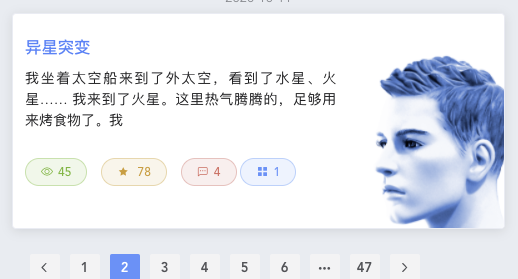 异星突变
我坐着太空船来到了外太空，看到了水星、火
星…… 我来到了火星。这里热气腾腾的，足够用
来烤食物了。我
45 78 4 1
1 2 3 4 5 6 ••• 47